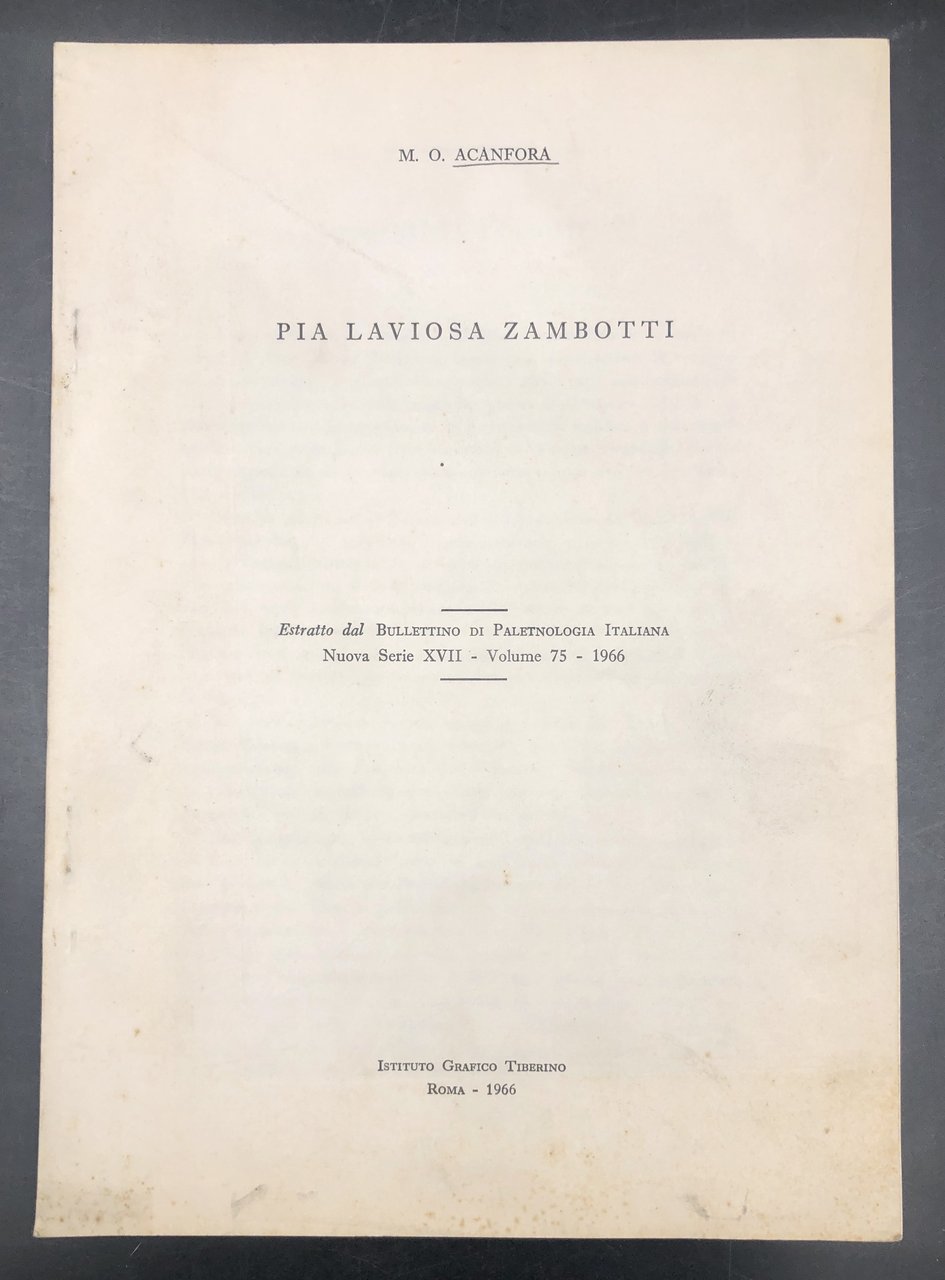 M. O. ACANFORA
PIA LAVIOSA ZAMBOTTI
Estratto dal BULLETTINO DI PALETNOLOGIA ITALIANA
Nuova Serie XVII - Volume 75 - 1966
ISTITUTO GRAFICO TIBERINO
ROMA - 1966